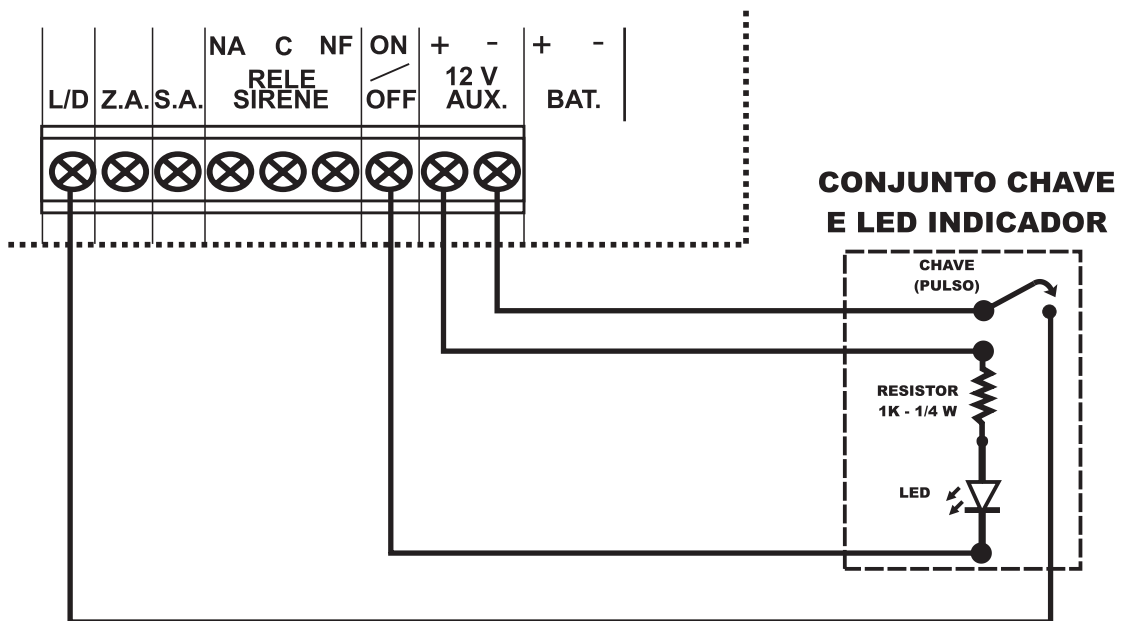 NA C NF ON + - + -
RELE 12 V
L/D Z.A. S.A. SIRENE OFF AUX. BAT.
CONJUNTO CHAVE
E LED INDICADOR
CHAVE
(PULSO)
RESISTOR
1K - 1/4 W
LED